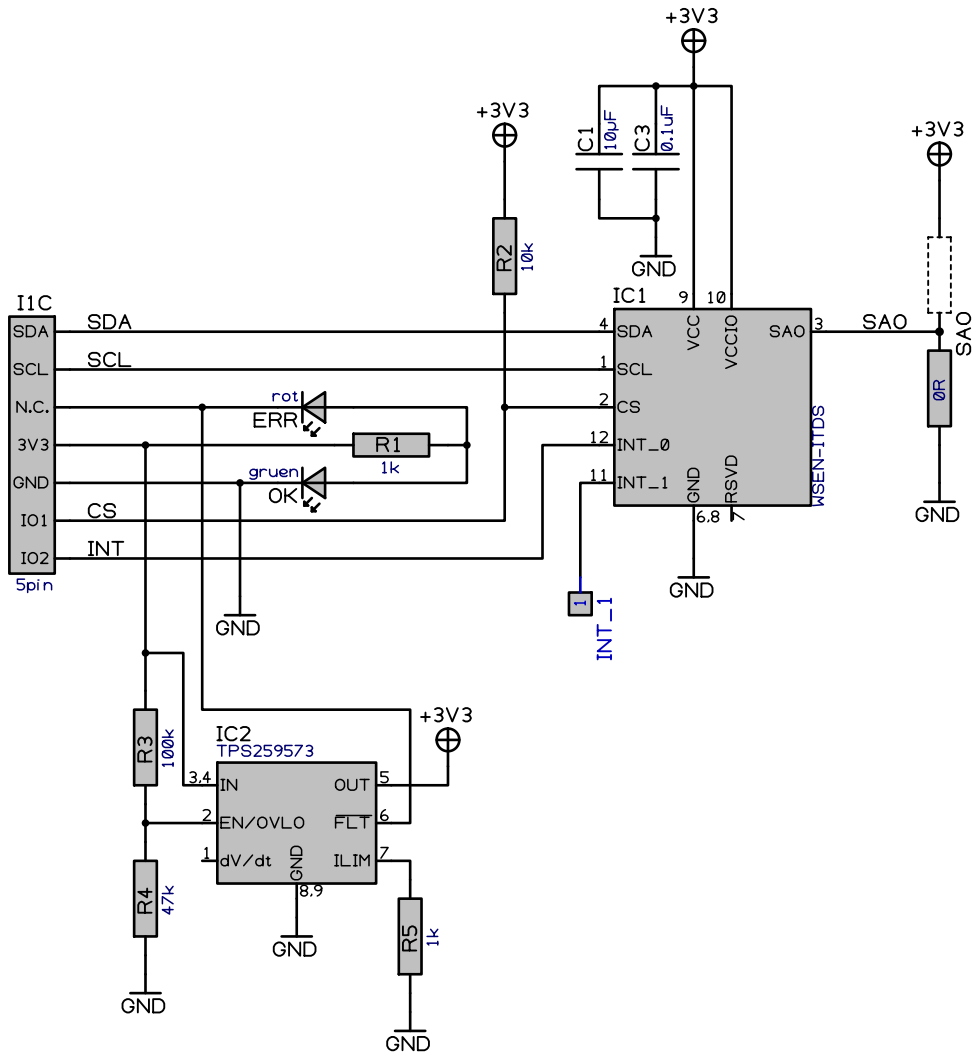 +3V3
+3V3
+3V3
C1
10µF
C3
0.1uF
R2
10k
GND
I1C
SDA
SCL
N.C.
3V3
GND
IO1
IO2
5pin
SDA
SCL
rot
ERR
R1
1k
gruen
OK
CS
INT
GND
IC1
9
10
4
1
2
12
11
SDA
SCL
CS
INT_0
INT_1
VCC
VCCIO
SAO
3
GND
RSVD
6,8
7
WSEN-ITDS
GND
1
INT_1
SAO
SAO
0R
GND
R3
100k
R4
47k
GND
IC2
TPS259573
+3V3
3,4
IN
OUT
5
2
EN/OVLO
FLT
6
1
dV/dt
GND
ILIM
7
8,9
GND
R5
1k
GND